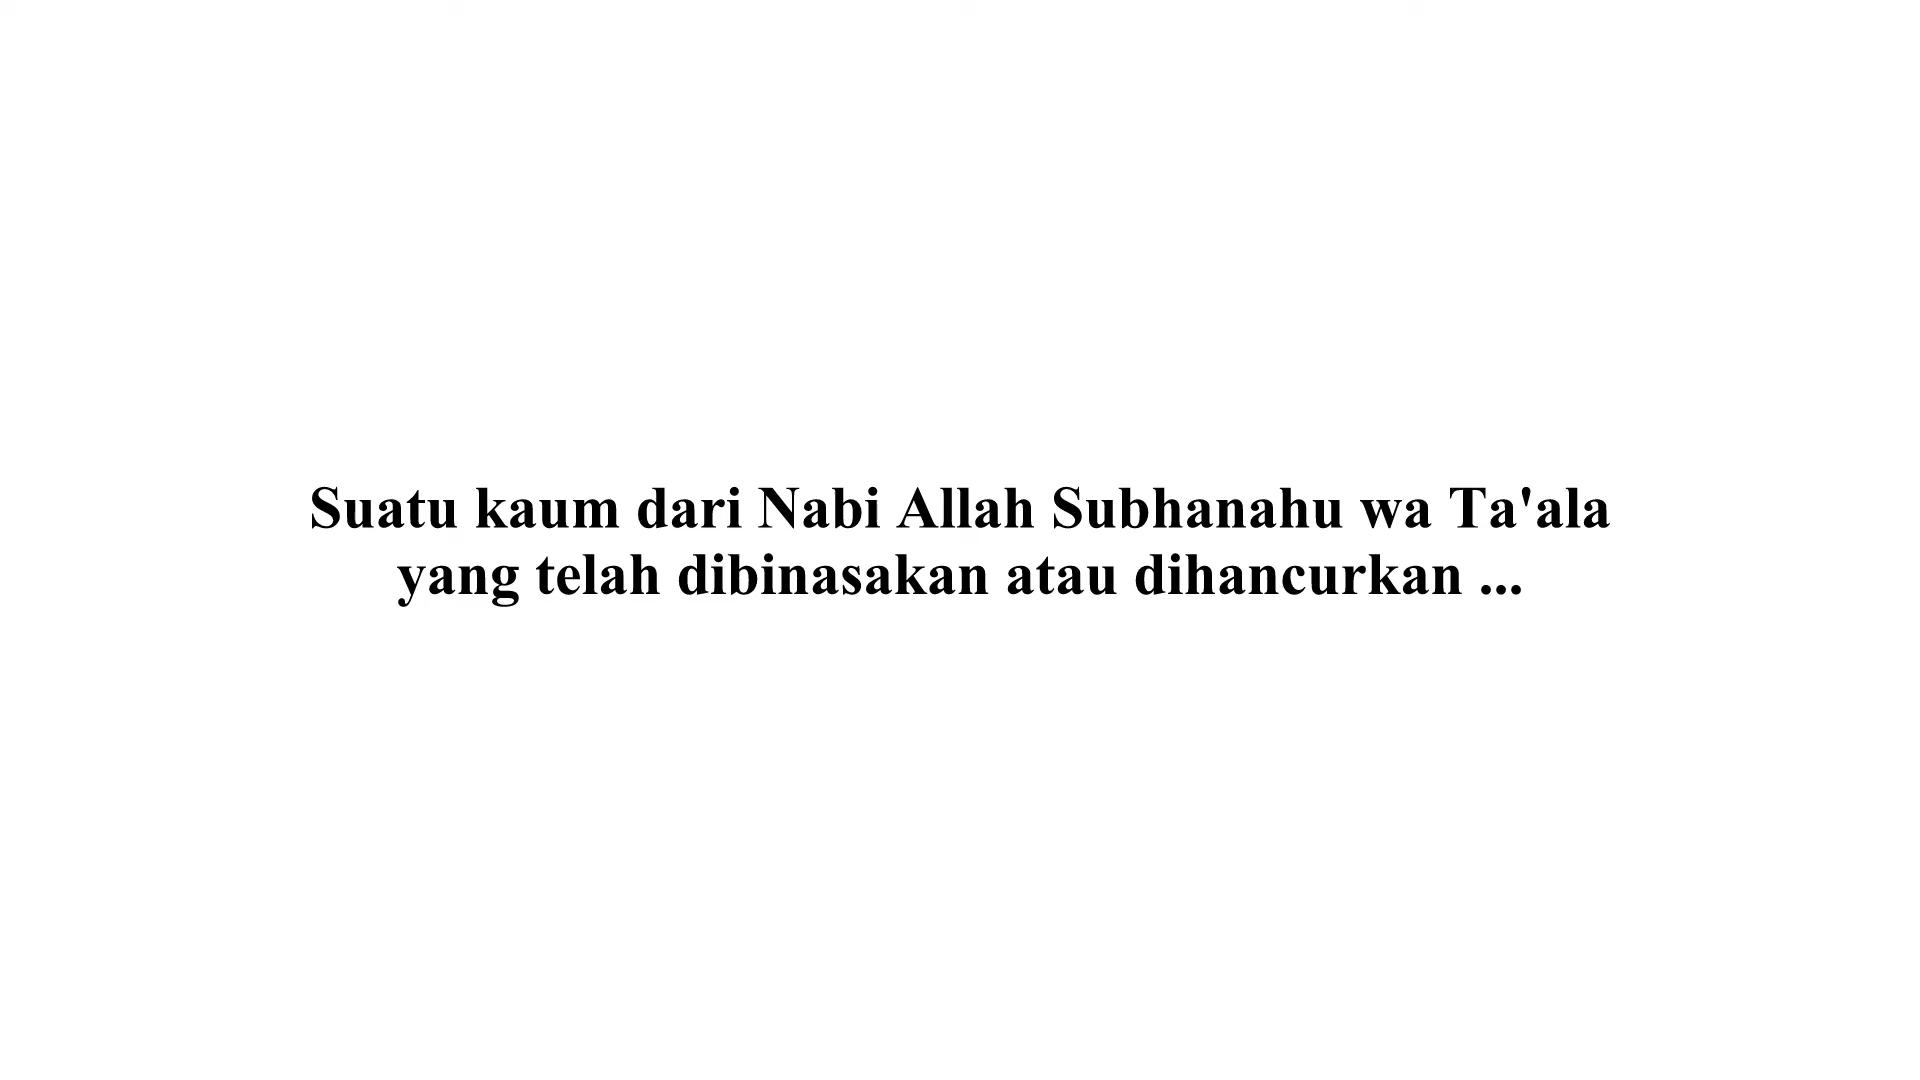 Suatu kaum dari Nabi Allah Subhanahu wa Ta'ala
yang telah dibinasakan atau dihancurkan ...